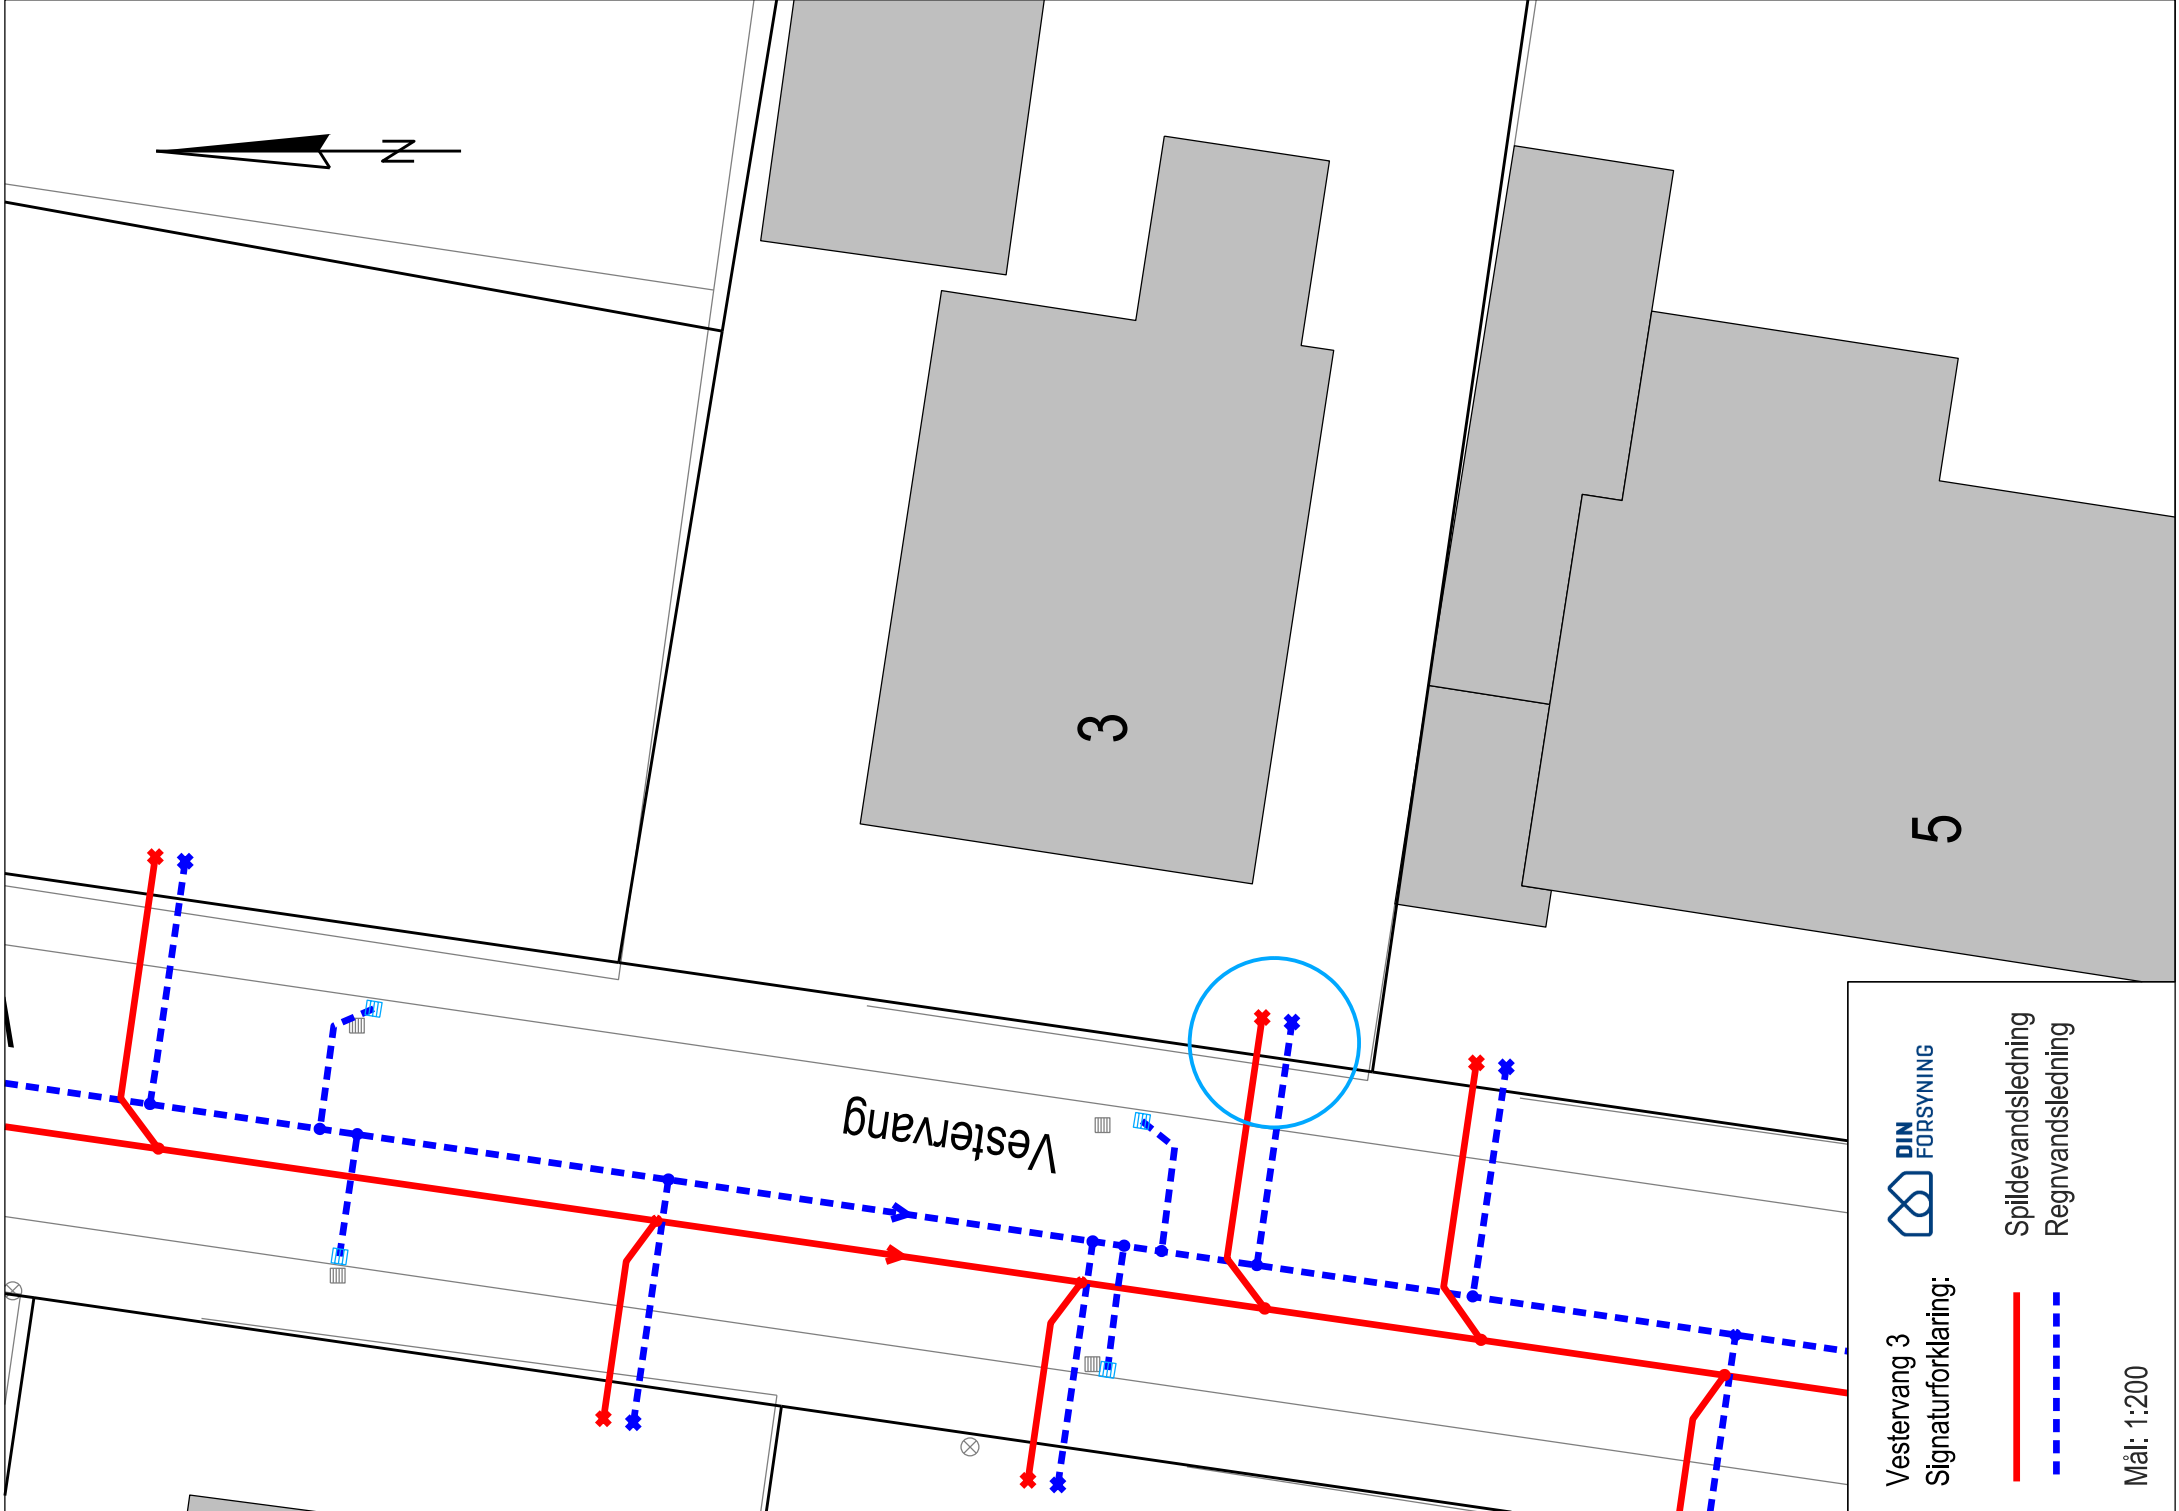 N
3
5
Vestervang
DIN
FORSYNING
Vestervang 3
Signaturforklaring:
Spildevandsledning
Regnvandsledning
Mål: 1:200